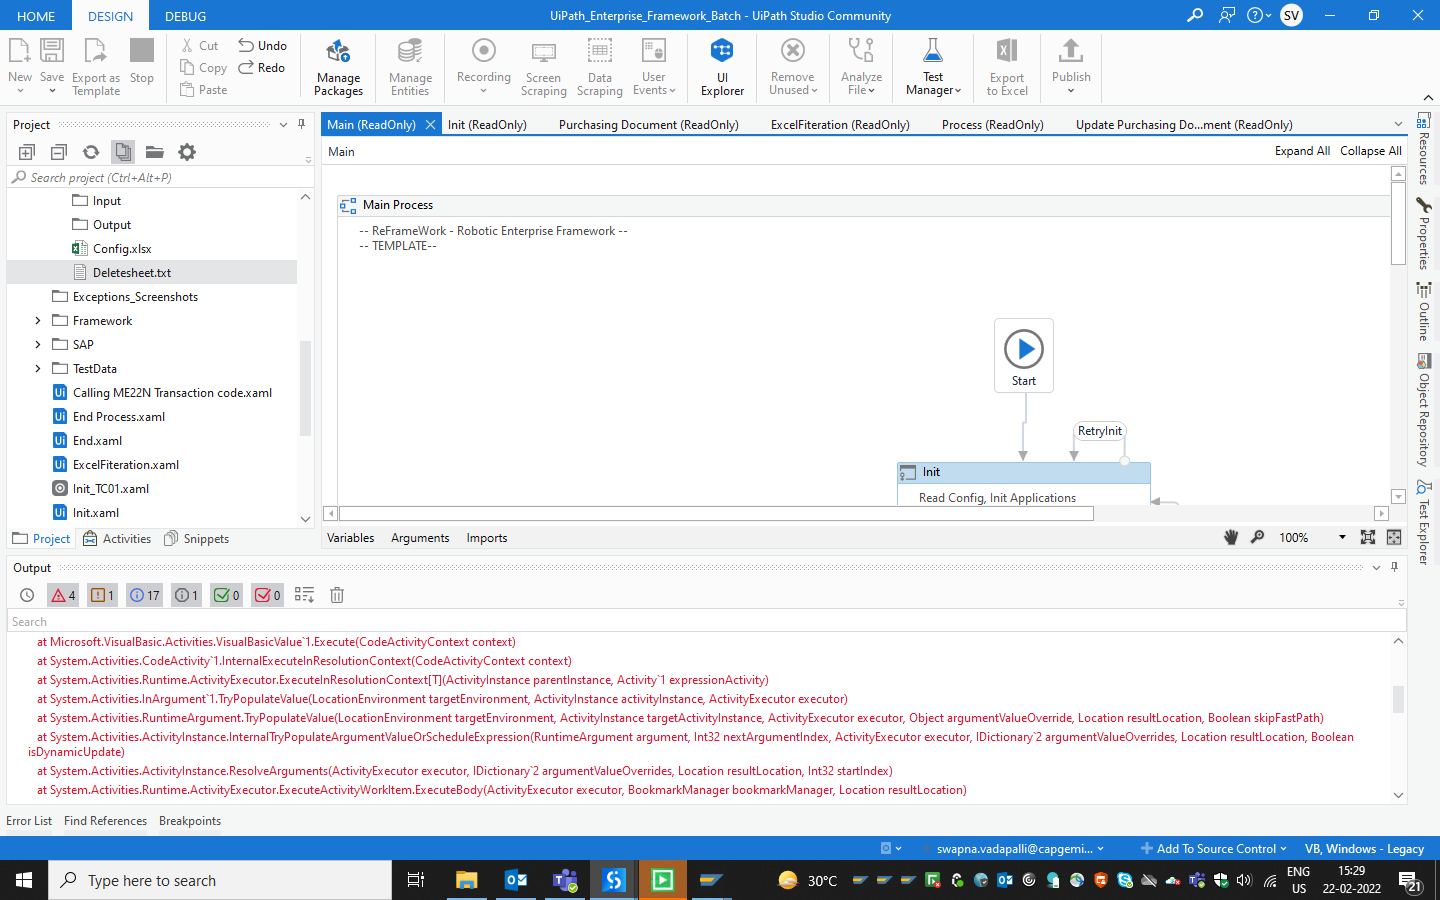 HOME DESIGN DEBUG UiPath_Enterprise_Framework_Batch - UiPath Studio Community SV
New Save Export as Template Stop
Cut Copy Paste
Undo Redo
Manage Packages
Manage Entities
Recording Screen Scraping Data Scraping User Events
UI Explorer
Remove Unused
Analyze File
Test Manager
Export to Excel
Publish
Project
Search project (Ctrl+Alt+P)
Input
Output
Config.xlsx
Deletesheet.txt
Exceptions_Screenshots
Framework
SAP
TestData
Calling ME22N Transaction code.xaml
End Process.xaml
End.xaml
ExcelFiteration.xaml
Init_TC01.xaml
Init.xaml
Project Activities Snippets
Main (ReadOnly) Init (ReadOnly) Purchasing Document (ReadOnly) ExcelFiteration (ReadOnly) Process (ReadOnly) Update Purchasing Do...ment (ReadOnly)
Main Expand All Collapse All
Main Process
-- ReFrameWork - Robotic Enterprise Framework --
-- TEMPLATE--
Start
RetryInit
Init
Read Config, Init Applications
Variables Arguments Imports 100%
Resources
Properties
Outline
Object Repository
Test Explorer
Output
4 1 17 1 0 0
Search
at Microsoft.VisualBasic.Activities.VisualBasicValue`1.Execute(CodeActivityContext context)
at System.Activities.CodeActivity`1.InternalExecuteInResolutionContext(CodeActivityContext context)
at System.Activities.Runtime.ActivityExecutor.ExecuteInResolutionContext[T](ActivityInstance parentInstance, Activity`1 expressionActivity)
at System.Activities.InArgument`1.TryPopulateValue(LocationEnvironment targetEnvironment, ActivityInstance activityInstance, ActivityExecutor executor)
at System.Activities.RuntimeArgument.TryPopulateValue(LocationEnvironment targetEnvironment, ActivityInstance targetActivityInstance, ActivityExecutor executor, Object argumentValueOverride, Location resultLocation, Boolean skipFastPath)
at System.Activities.ActivityInstance.InternalTryPopulateArgumentValueOrScheduleExpression(RuntimeArgument argument, Int32 nextArgumentIndex, ActivityExecutor executor, IDictionary`2 argumentValueOverrides, Location resultLocation, Boolean
isDynamicUpdate)
at System.Activities.ActivityInstance.ResolveArguments(ActivityExecutor executor, IDictionary`2 argumentValueOverrides, Location resultLocation, Int32 startIndex)
at System.Activities.Runtime.ActivityExecutor.ExecuteActivityWorkItem.ExecuteBody(ActivityExecutor executor, BookmarkManager bookmarkManager, Location resultLocation)
Error List Find References Breakpoints
swapna.vadapalli@capgemi... Add To Source Control VB, Windows - Legacy
Type here to search 30°C ENG US 15:29 22-02-2022 21